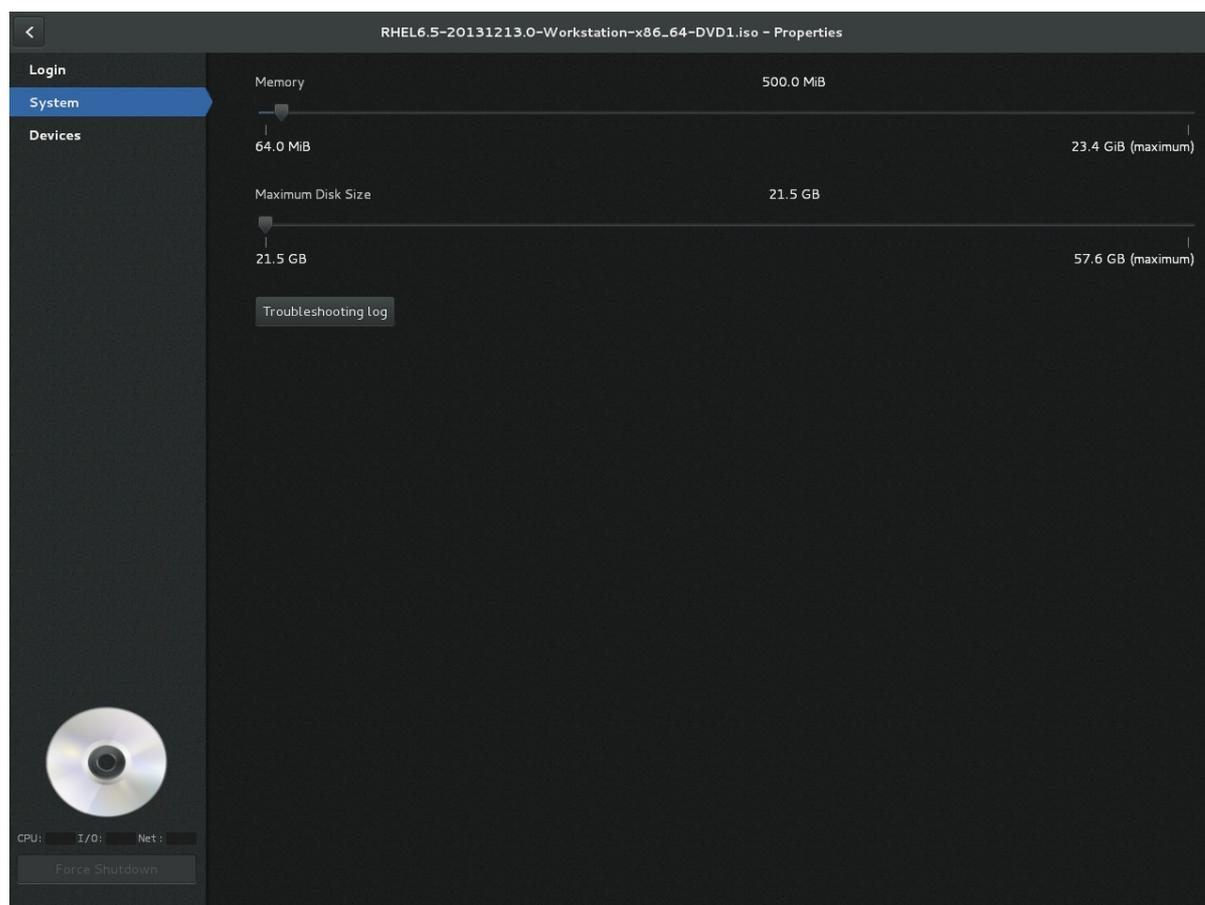 RHEL6.5-20131213.0-Workstation-x86_64-DVD1.iso - Properties
Login
System
Devices
Memory 500.0 MiB
64.0 MiB 23.4 GiB (maximum)
Maximum Disk Size 21.5 GB
21.5 GB 57.6 GB (maximum)
Troubleshooting log
CPU: I/O: Net:
Force Shutdown